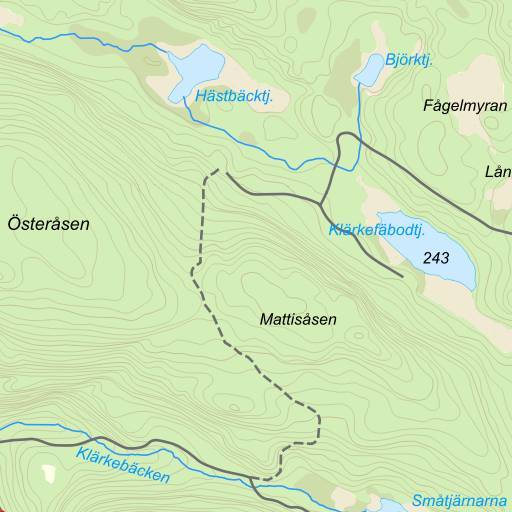 Björktj.
Hästbäcktj.
Fågelmyran
Lån
Österåsen
Klärkefäbodtj.
243
Mattisåsen
Klärkebäcken
Småtjärnarna